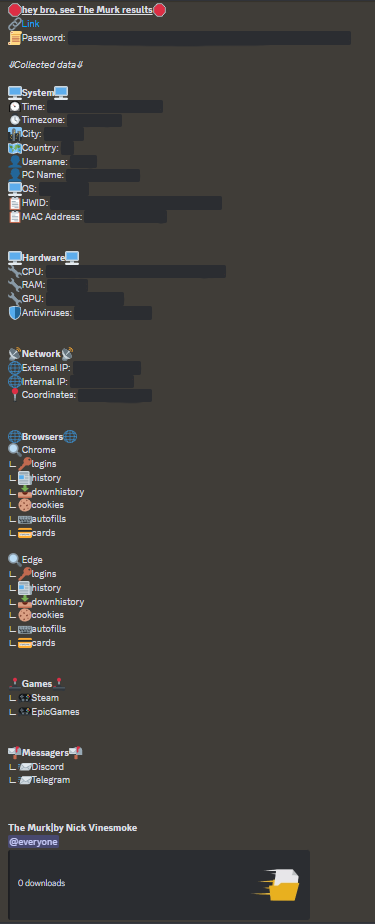 hey bro, see The Murk results
Link
Password:
Collected data
System
Time:
Timezone:
City:
Country:
Username:
PC Name:
OS:
HWID:
MAC Address:
Hardware
CPU:
RAM:
GPU:
Antiviruses:
Network
External IP:
Internal IP:
Coordinates:
Browsers
Chrome
∟logins
∟history
∟downhistory
∟cookies
∟autofills
∟cards
Edge
∟logins
∟history
∟downhistory
∟cookies
∟autofills
∟cards
Games
∟Steam
∟EpicGames
Messagers
∟Discord
∟Telegram
The Murk|by Nick Vinesmoke
@everyone
0 downloads